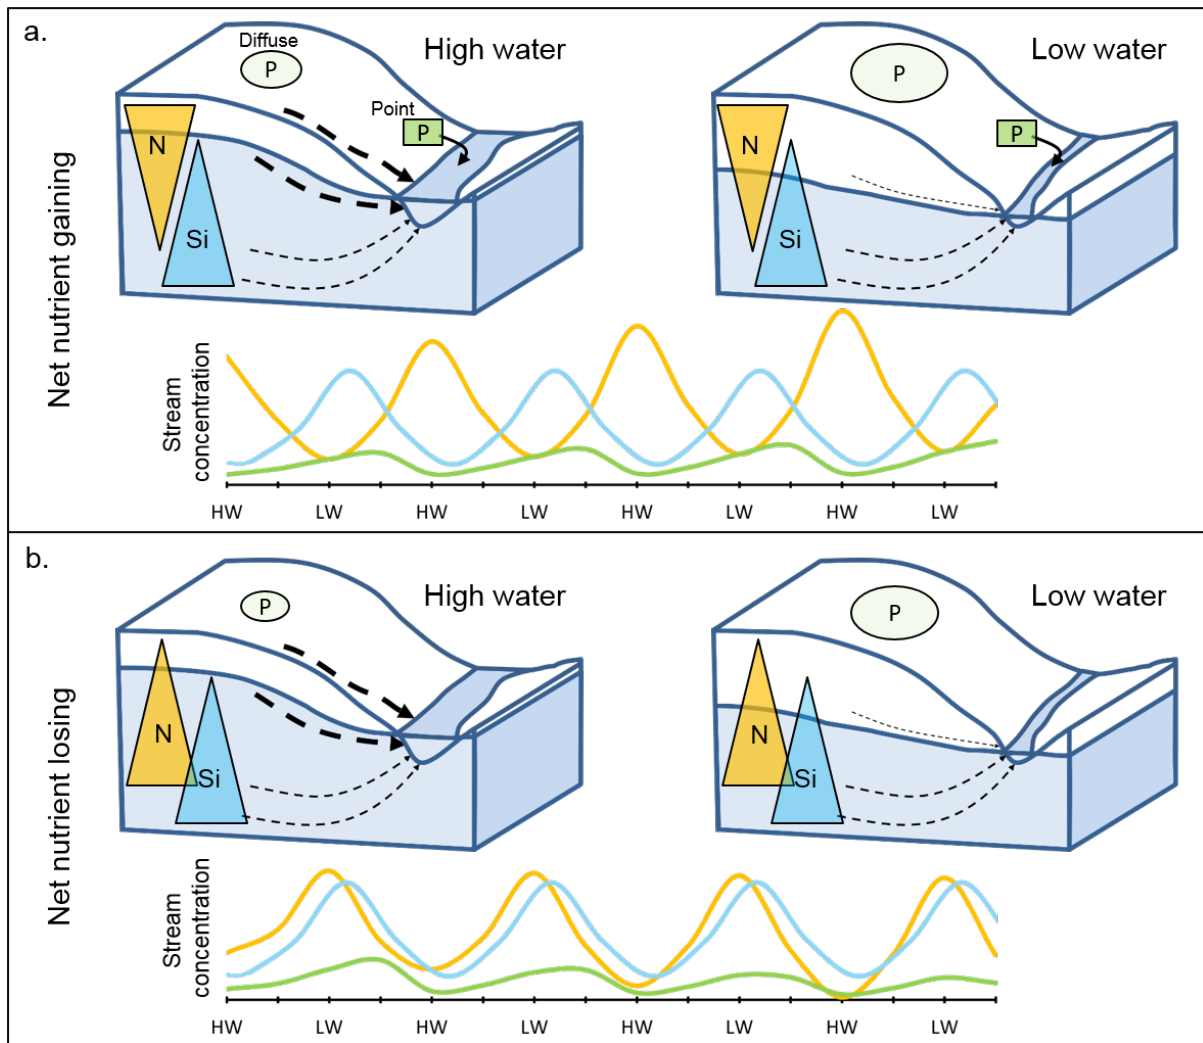 a.
Net nutrient gaining
High water
Diffuse
P
Point
P
N
Si
Low water
P
P
N
Si
Stream
concentration
HW LW HW LW HW LW HW LW
b.
Net nutrient losing
High water
P
N
Si
Low water
P
N
Si
Stream
concentration
HW LW HW LW HW LW HW LW